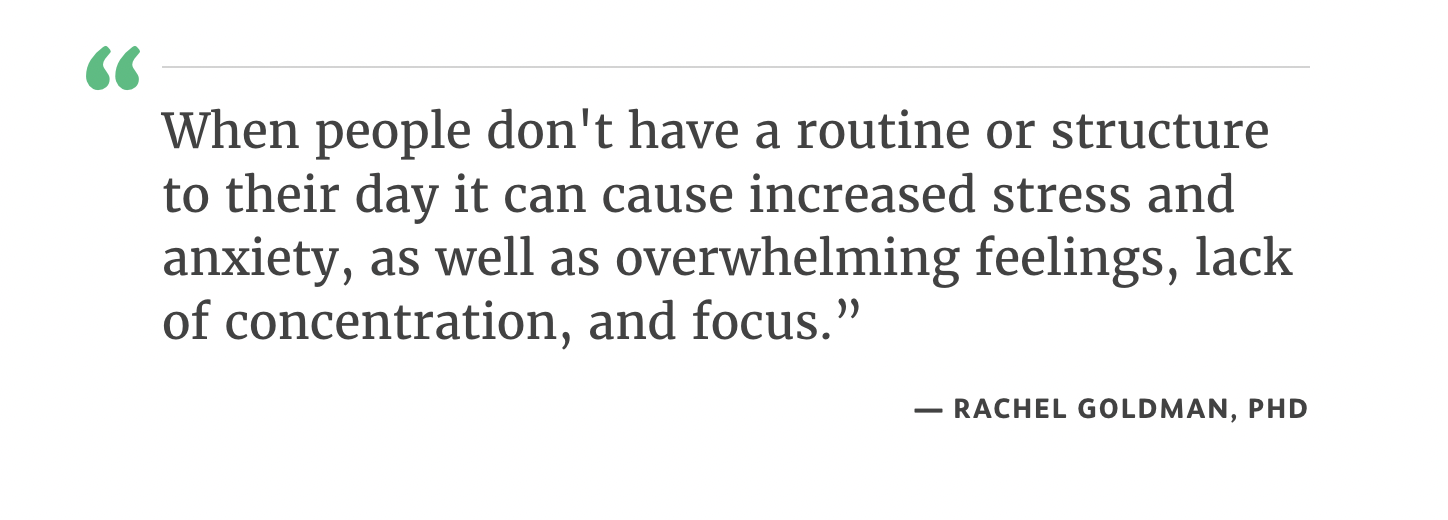 “
When people don't have a routine or structure
to their day it can cause increased stress and
anxiety, as well as overwhelming feelings, lack
of concentration, and focus.”
— RACHEL GOLDMAN, PHD